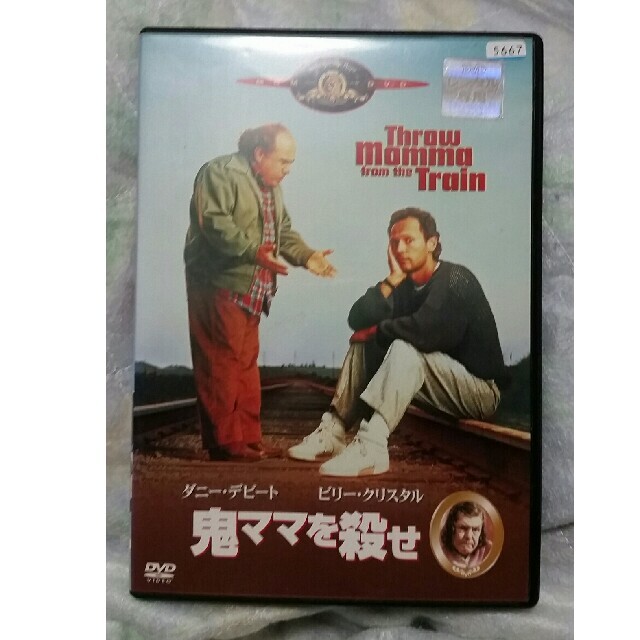 5667
Throw
Momma
from the
Train
ダニー・デビート ビリー・クリスタル
鬼ママを殺せ
DVD
VIDEO